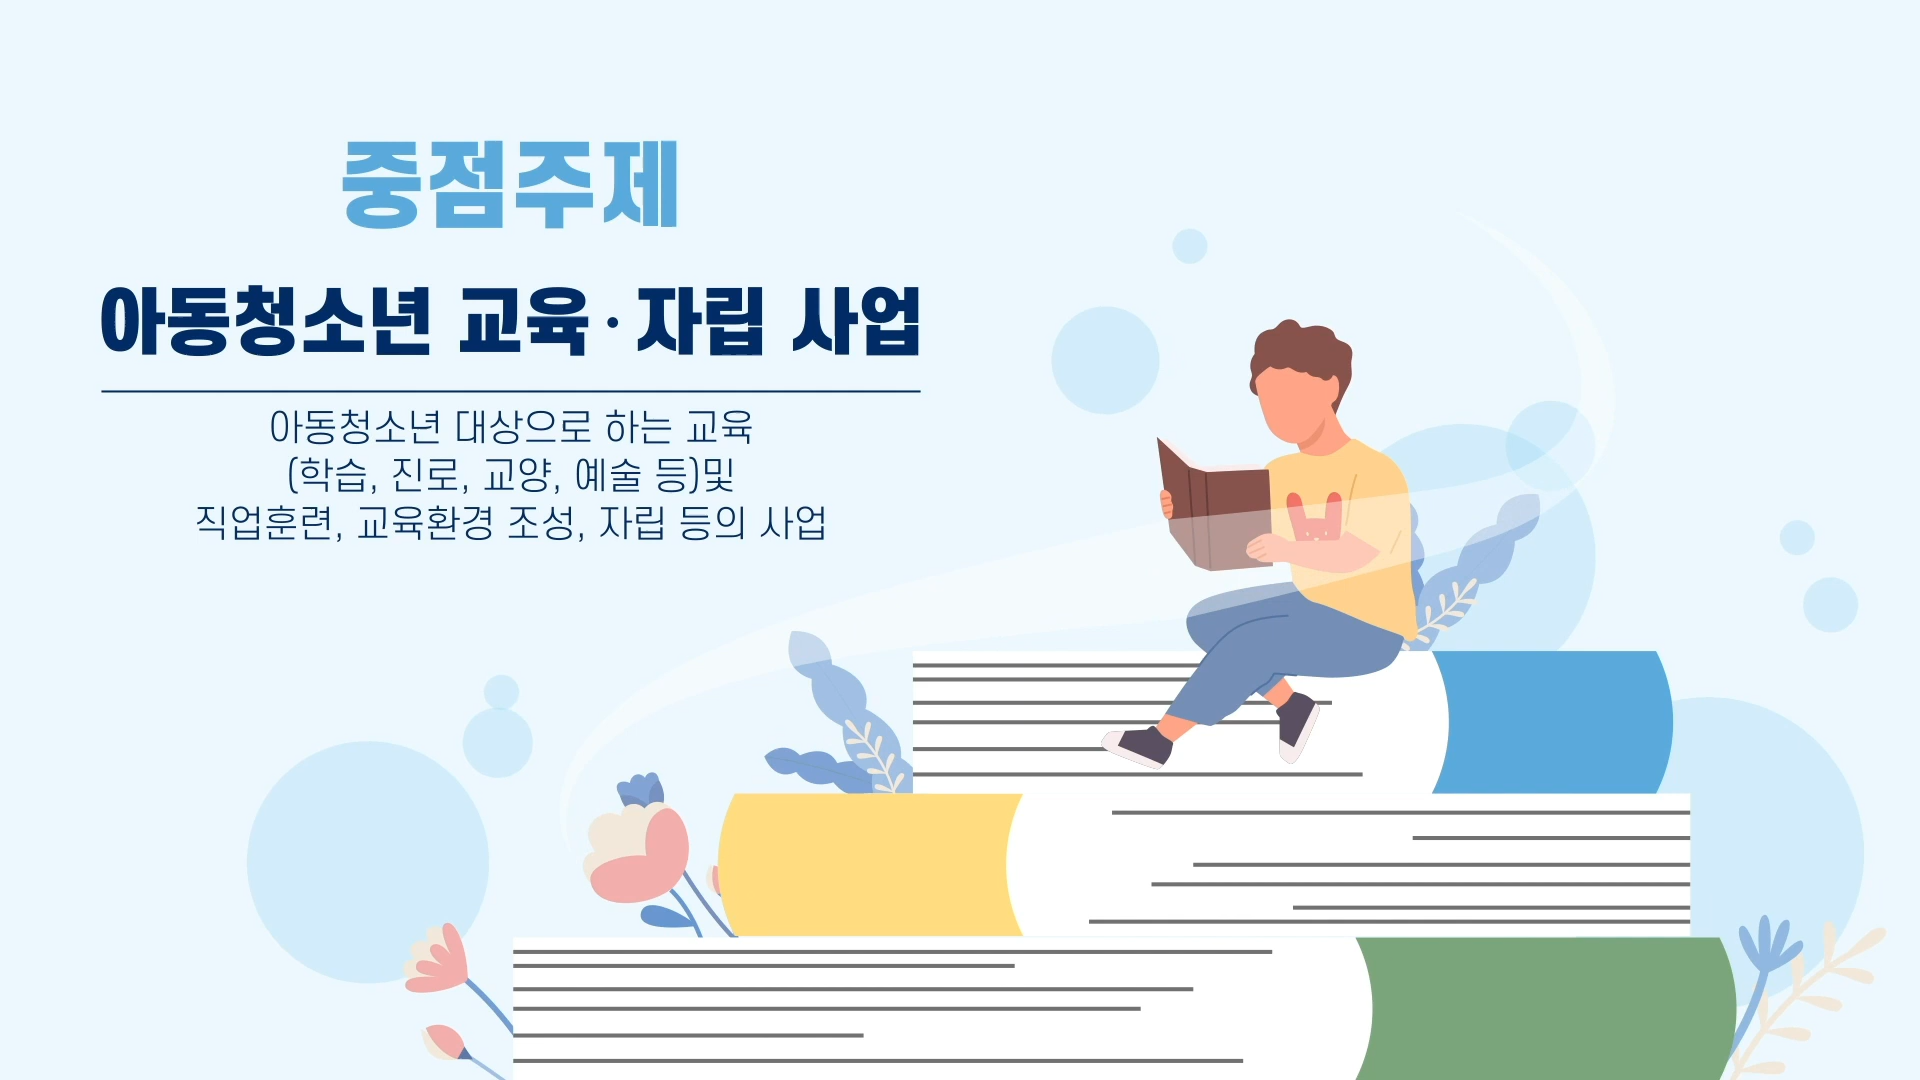 중점주제
아동청소년 교육·자립 사업
아동청소년 대상으로 하는 교육
(학습, 진로, 교양, 예술 등)및
직업훈련, 교육환경 조성, 자립 등의 사업